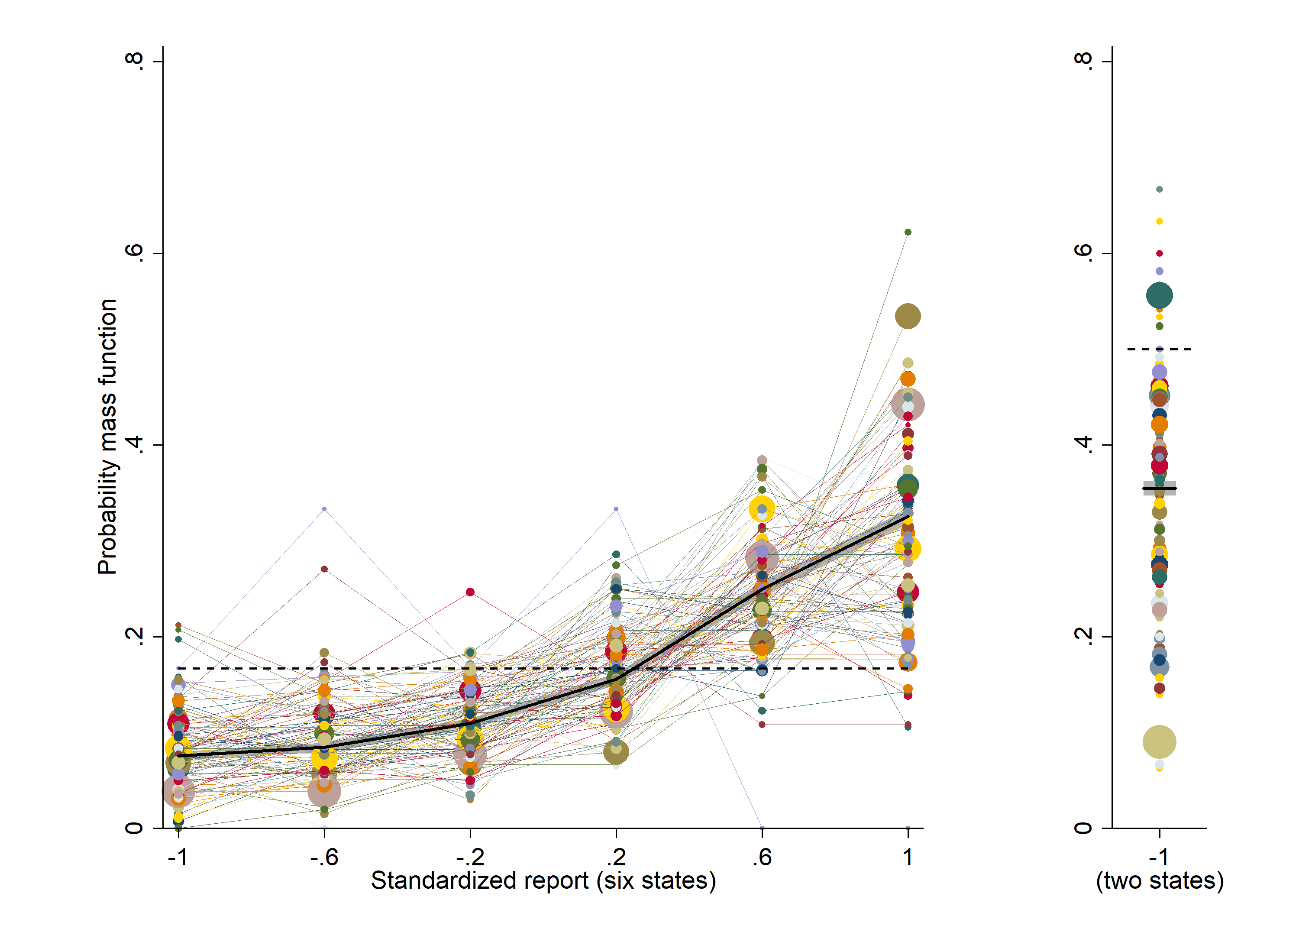 Probability mass function
.8
.6
.4
.2
0
-1 -.6 -.2 .2 .6 1
Standardized report (six states)
.8
.6
.4
.2
0
-1
(two states)